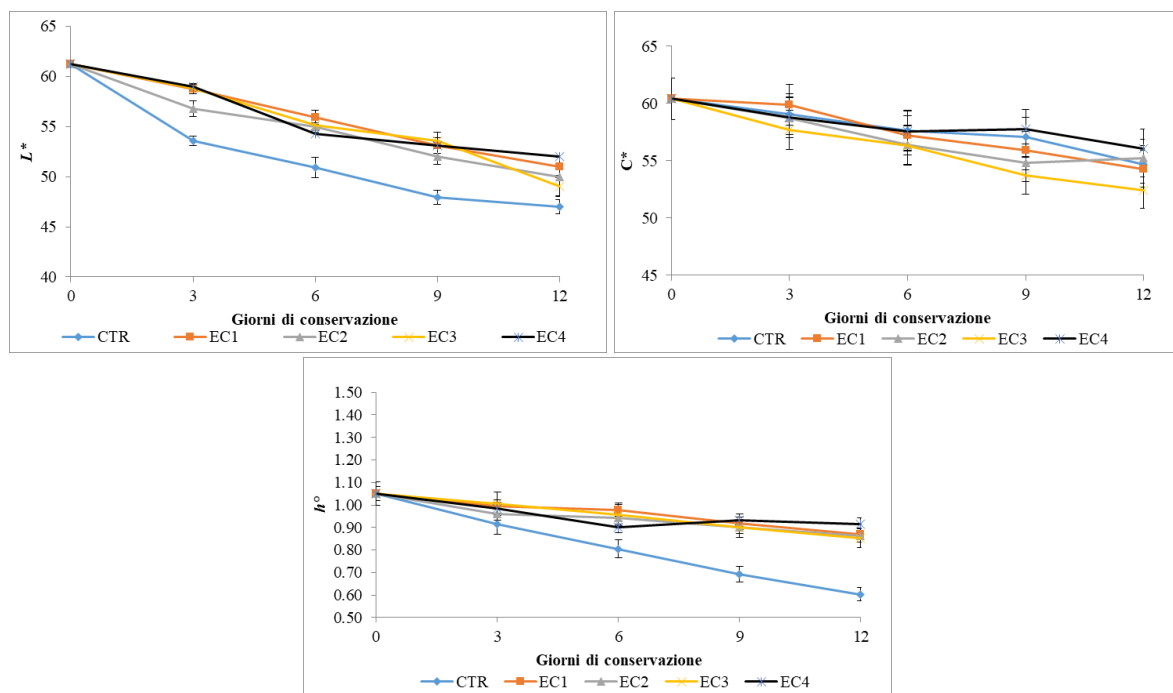 65
60
55
50
45
40
L*
0 3 6 9 12
Giorni di conservazione
CTR EC1 EC2 EC3 EC4
65
60
55
50
45
C*
0 3 6 9 12
Giorni di conservazione
CTR EC1 EC2 EC3 EC4
1.50
1.40
1.30
1.20
1.10
1.00
0.90
0.80
0.70
0.60
0.50
h°
0 3 6 9 12
Giorni di conservazione
CTR EC1 EC2 EC3 EC4